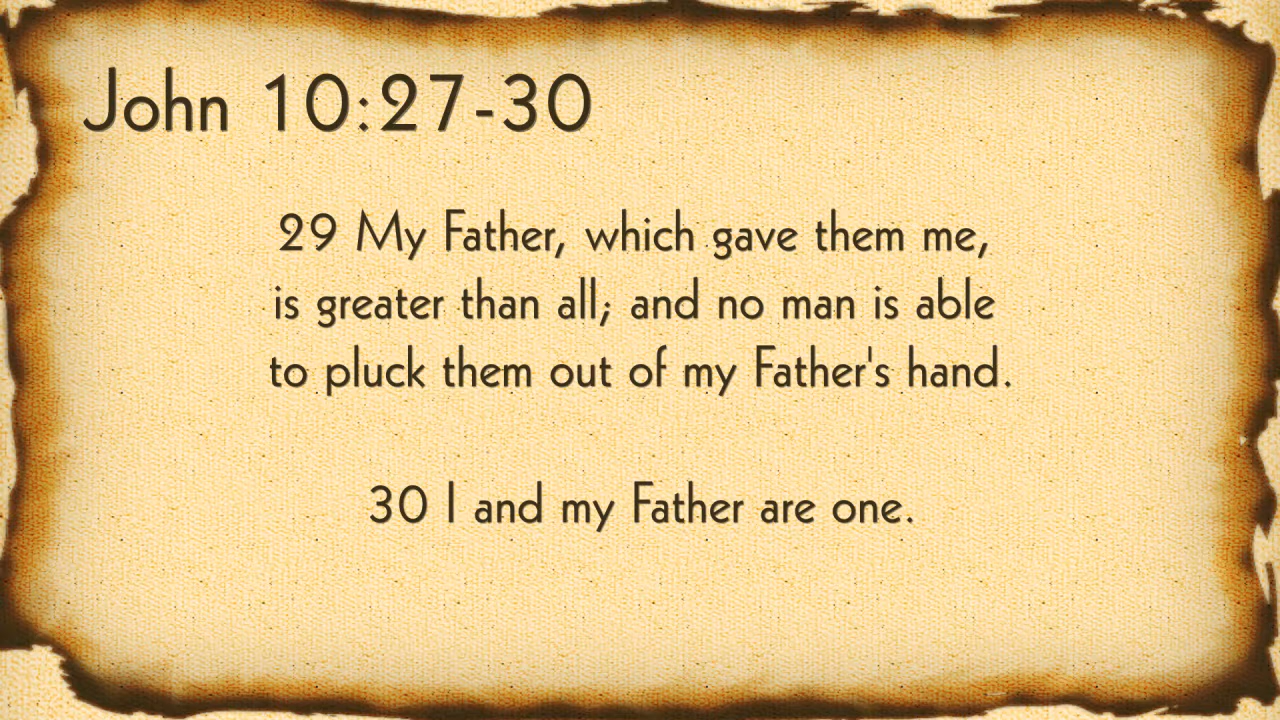 John 10:27-30
29 My Father, which gave them me,
is greater than all; and no man is able
to pluck them out of my Father's hand.
30 I and my Father are one.